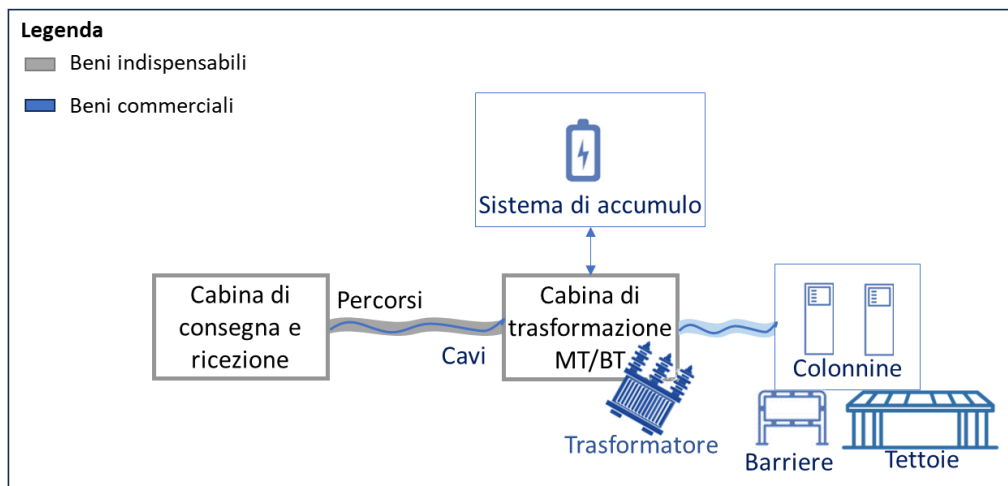 Legenda
Beni indispensabili
Beni commerciali
Sistema di accumulo
Cabina di
consegna e
ricezione
Percorsi
Cavi
Cabina di
trasformazione
MT/BT
Trasformatore
Colonnine
Barriere
Tettoie